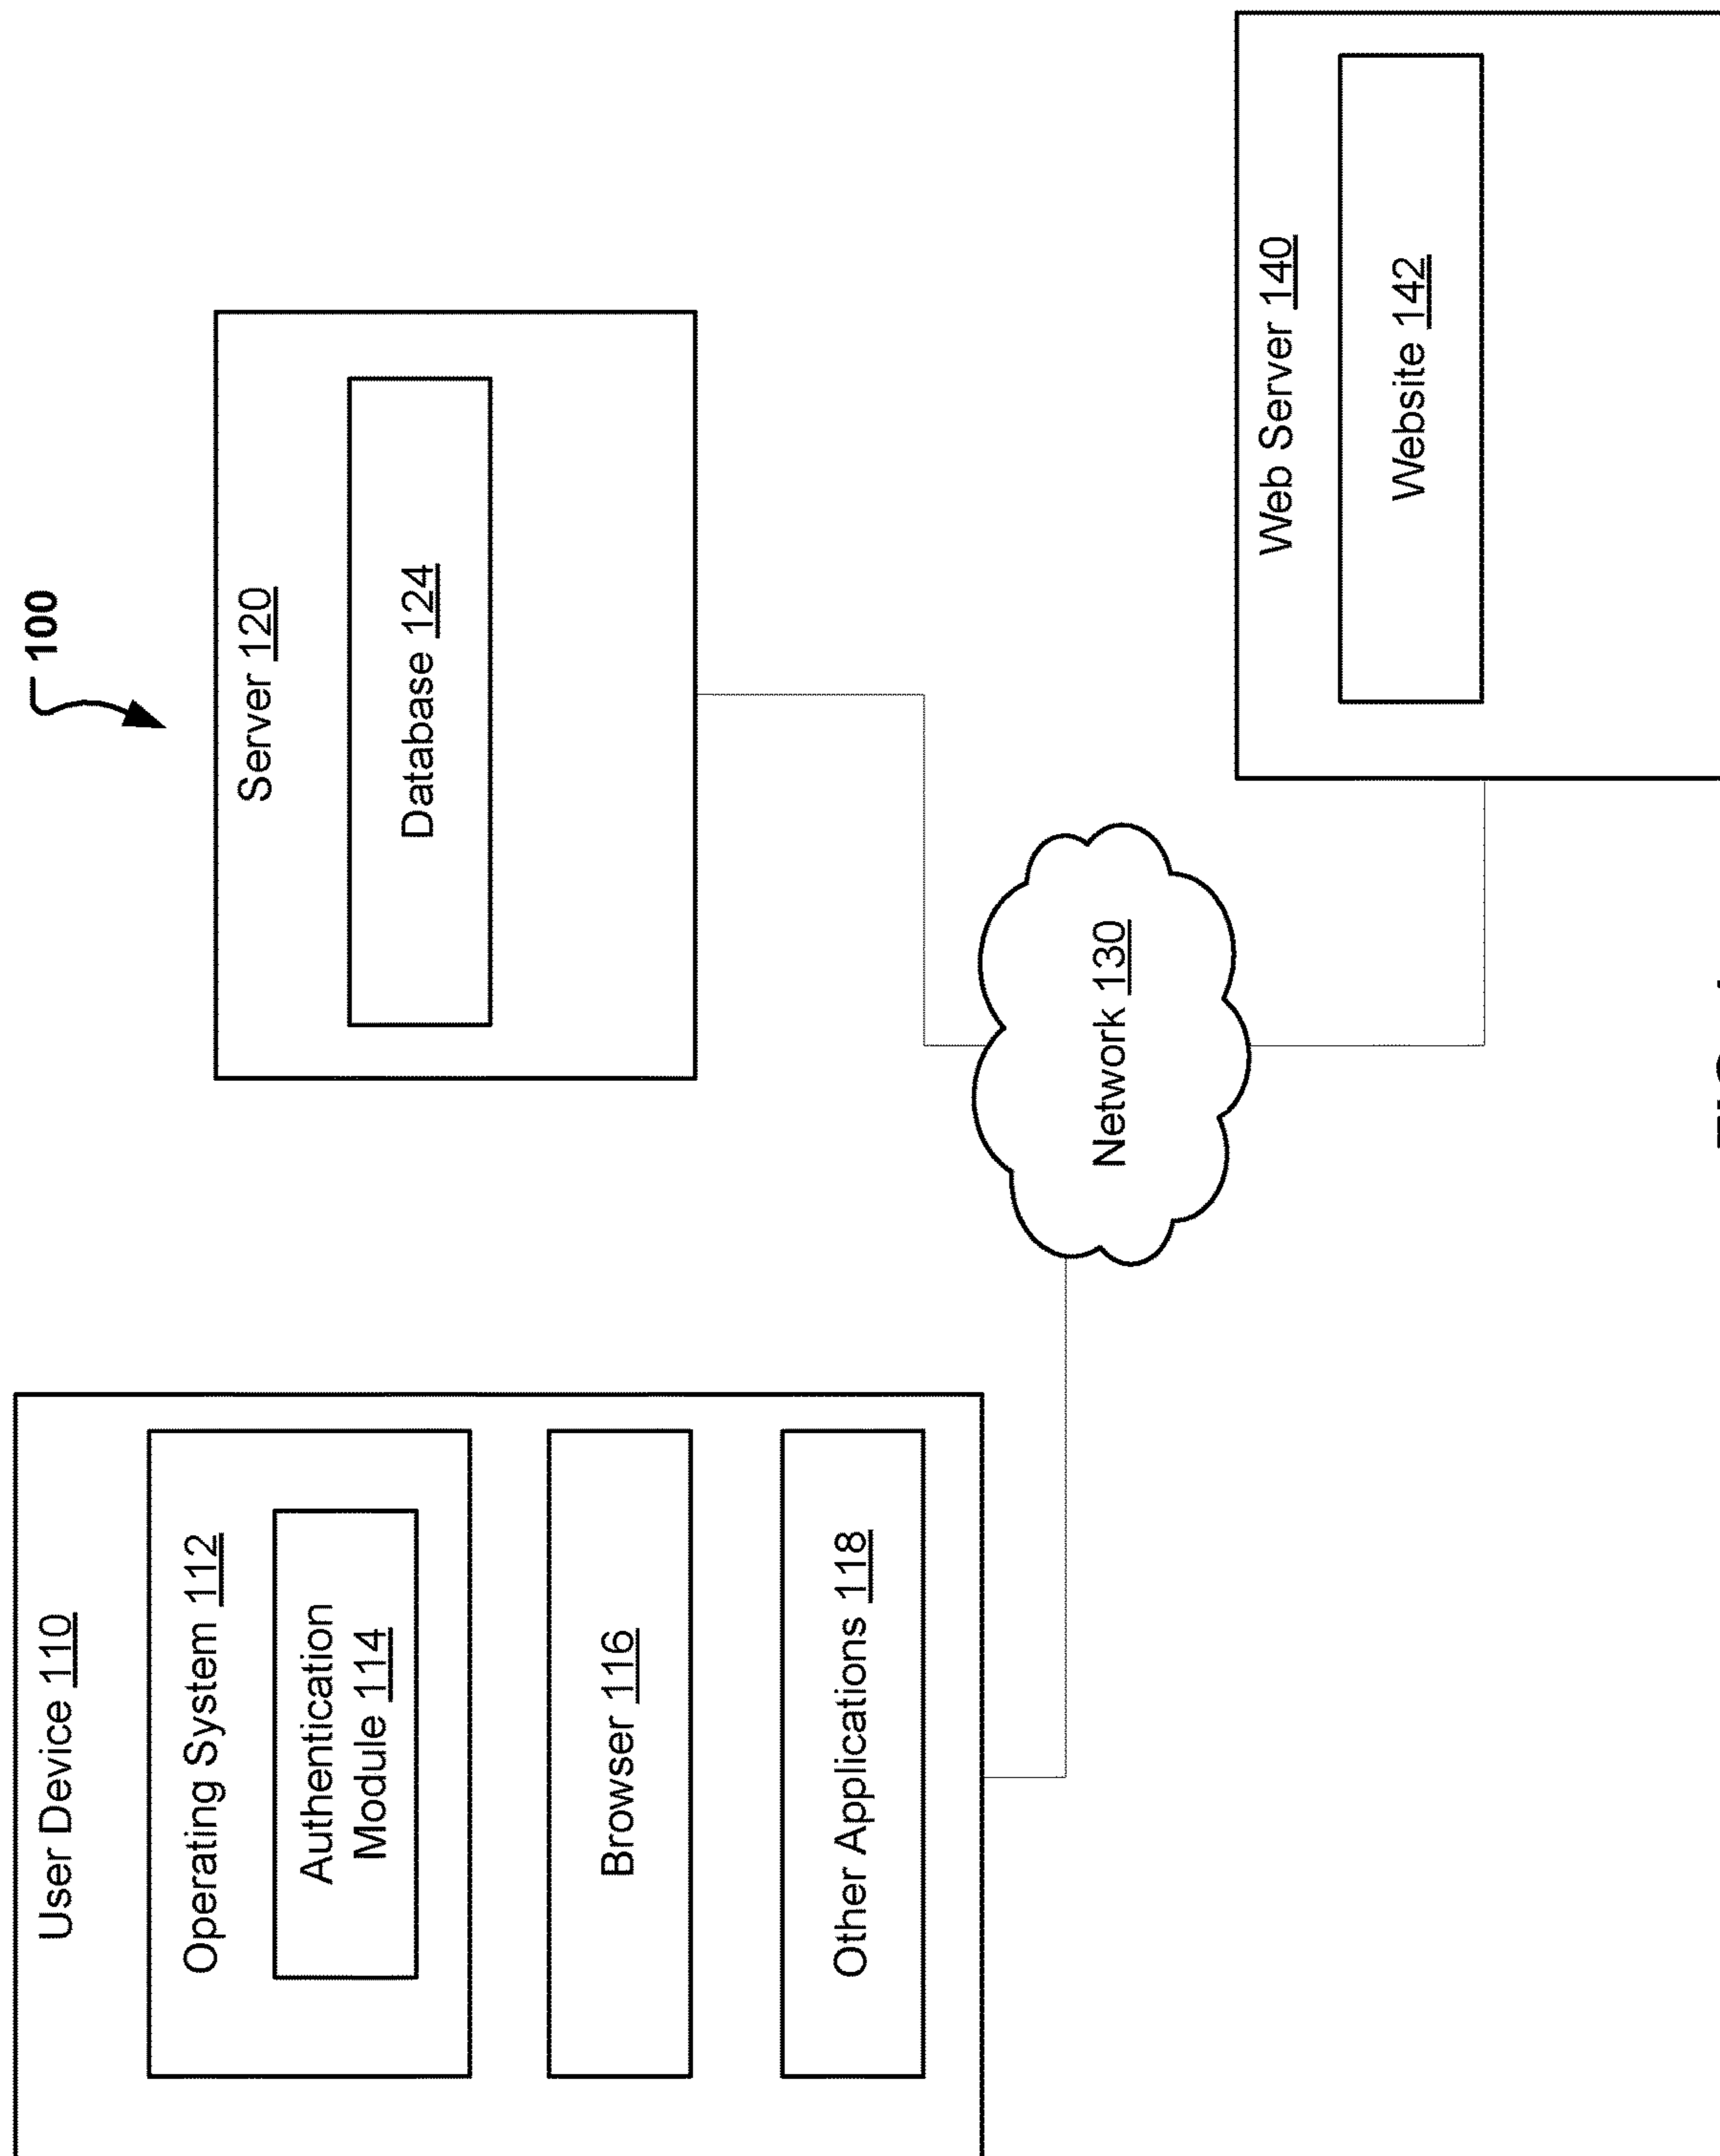 100
User Device 110
Operating System 112
Authentication
Module 114
Browser 116
Other Applications 118
Server 120
Database 124
Network 130
Web Server 140
Website 142